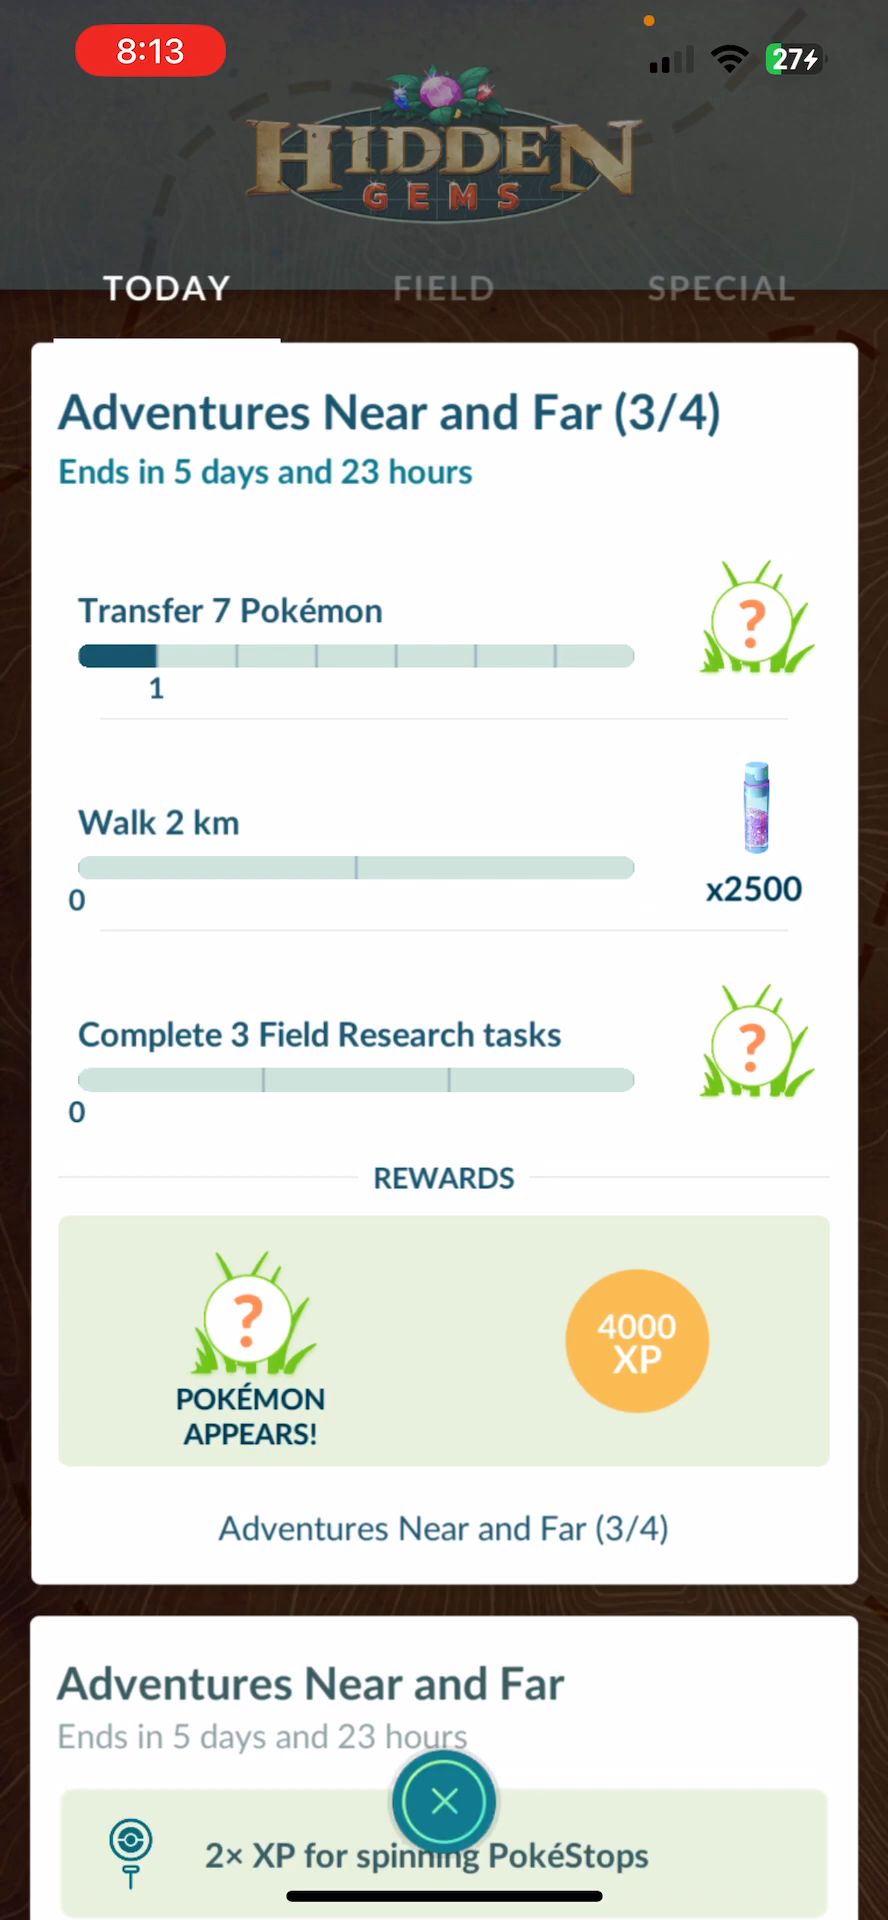 8:13
27
HIDDEN
GEMS
TODAY
FIELD
SPECIAL
Adventures Near and Far (3/4)
Ends in 5 days and 23 hours
Transfer 7 Pokémon
?
1
Walk 2 km
0
x2500
Complete 3 Field Research tasks
?
0
REWARDS
?
POKÉMON
APPEARS!
4000
XP
Adventures Near and Far (3/4)
Adventures Near and Far
Ends in 5 days and 23 hours
2× XP for spinning PokéStops